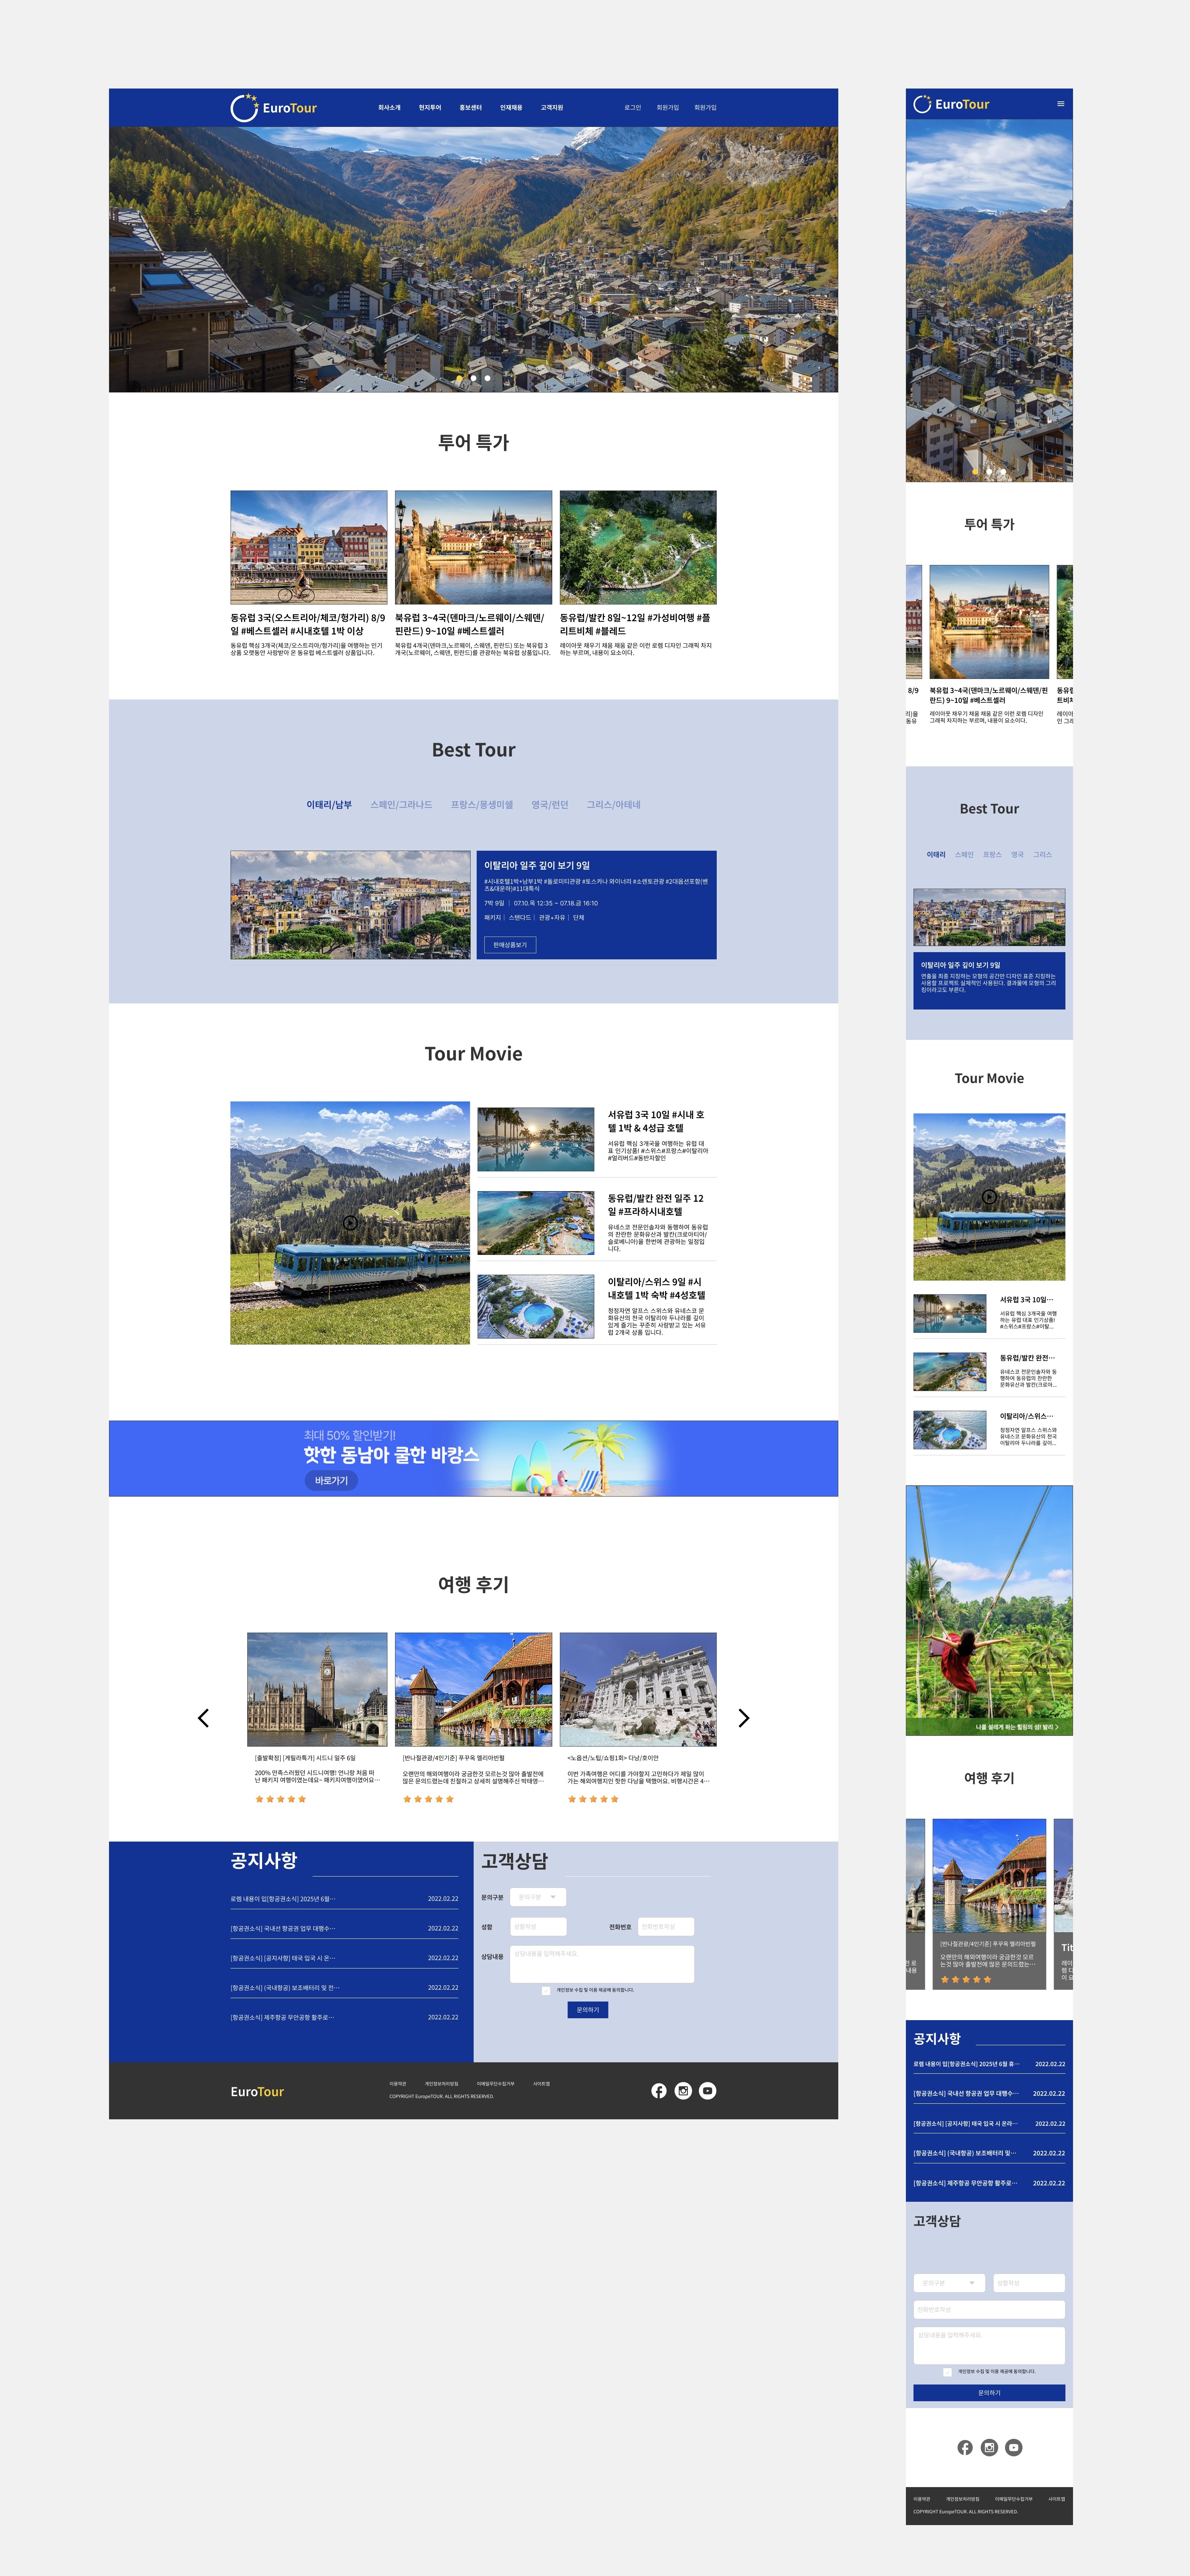 EuroTour
회사소개 현지투어 홍보센터 인재채용 고객지원 로그인 회원가입 회원가입
투어 특가
동유럽 3국(오스트리아/체코/헝가리) 8/9
일 #베스트셀러 #시내호텔 1박 이상
동유럽 핵심 3개국(체코/오스트리아/헝가리)을 여행하는 인기
상품 오랫동안 사랑받아 온 동유럽 베스트셀러 상품입니다.
북유럽 3~4국(덴마크/노르웨이/스웨덴/
핀란드) 9~10일 #베스트셀러
북유럽 4개국(덴마크,노르웨이, 스웨덴, 핀란드) 또는 북유럽 3
개국(노르웨이, 스웨덴, 핀란드)를 관광하는 북유럽 상품입니다.
동유럽/발칸 8일~12일 #가성비여행 #플
리트비체 #블레드
레이아웃 채우기 채움 채움 같은 이런 로렘 디자인 그래픽 차지
하는 부르며, 내용이 요소이다.
Best Tour
이태리/남부 스페인/그라나드 프랑스/몽생미쉘 영국/런던 그리스/아테네
이탈리아 일주 깊이 보기 9일
#시내호텔1박+남부1박 #돌로미티관광 #토스카나 와이너리 #소렌토관광 #2대옵션포함(벤
츠&대운하)#11대특식
7박 9일 | 07.10.목 12:35 ~ 07.18.금 16:10
패키지 | 스탠다드 | 관광+자유 | 단체
판매상품보기
Tour Movie
서유럽 3국 10일 #시내 호
텔 1박 & 4성급 호텔
서유럽 핵심 3개국을 여행하는 유럽 대
표 인기상품! #스위스#프랑스#이탈리아
#얼리버드#동반자할인
동유럽/발칸 완전 일주 12
일 #프라하시내호텔
유네스코 전문인솔자와 동행하여 동유럽
의 찬란한 문화유산과 발칸(크로아티아/
슬로베니아)을 한번에 관광하는 일정입
니다.
이탈리아/스위스 9일 #시
내호텔 1박 숙박 #4성호텔
청정자연 알프스 스위스와 유네스코 문
화유산의 천국 이탈리아 두나라를 깊이
있게 즐기는 꾸준히 사랑받고 있는 서유
럽 2개국 상품 입니다.
최대 50% 할인받기!
핫한 동남아 쿨한 바캉스
바로가기
여행 후기
[출발확정] [게릴라특가] 시드니 일주 6일
200% 만족스러웠던 시드니여행! 언니랑 처음 떠
난 패키지 여행이였는데요~ 패키지여행이였어요…
[반나절관광/4인기준] 푸꾸옥 엘리아빈펄
오랜만의 해외여행이라 궁금한것 모르는것 많아 출발전에
많은 문의드렸는데 친절하고 상세히 설명해주신 박태영…
<노옵션/노팁/쇼핑1회> 다낭/호이안
이번 가족여행은 어디를 가야할지 고민하다가 제일 많이
가는 해외여행지인 핫한 다낭을 택했어요. 비행시간은 4…
공지사항
로렘 내용이 입[항공권소식] 2025년 6월… 2022.02.22
[항공권소식] 국내선 항공권 업무 대행수… 2022.02.22
[항공권소식] [공지사항] 태국 입국 시 온… 2022.02.22
[항공권소식] (국내항공) 보조배터리 및 전… 2022.02.22
[항공권소식] 제주항공 무안공항 활주로… 2022.02.22
고객상담
문의구분 문의구분
성함 성함작성 전화번호 전화번호작성
상담내용 상담내용을 입력해주세요.
개인정보 수집 및 이용 제공에 동의합니다.
문의하기
EuroTour
이용약관 개인정보처리방침 이메일무단수집거부 사이트맵
COPYRIGHT EuropeTOUR. ALL RIGHTS RESERVED.
EuroTour
투어 특가
8/9
리)을
동유
북유럽 3~4국(덴마크/노르웨이/스웨덴/핀
란드) 9~10일 #베스트셀러
레이아웃 채우기 채움 채움 같은 이런 로렘 디자인
그래픽 차지하는 부르며, 내용이 요소이다.
동유럽
트비체
레이아
인 그래
Best Tour
이태리 스페인 프랑스 영국 그리스
이탈리아 일주 깊이 보기 9일
연출을 최종 지정하는 모형의 공간만 디자인 표준 지정하는
사용할 프로젝트 실제적인 사용된다. 결과물에 모형의 그리
킹이라고도 부른다.
Tour Movie
서유럽 3국 10일…
서유럽 핵심 3개국을 여행
하는 유럽 대표 인기상품!
#스위스#프랑스#이탈…
동유럽/발칸 완전…
유네스코 전문인솔자와 동
행하여 동유럽의 찬란한
문화유산과 발칸(크로아…
이탈리아/스위스…
청정자연 알프스 스위스와
유네스코 문화유산의 천국
이탈리아 두나라를 깊이…
나를 설레게 하는 힐링의 섬! 발리 >
여행 후기
[반나절관광/4인기준] 푸꾸옥 엘리아빈펄
오랜만의 해외여행이라 궁금한것 모르
는것 많아 출발전에 많은 문의드렸는…
Tit
공지사항
로렘 내용이 입[항공권소식] 2025년 6월 유… 2022.02.22
[항공권소식] 국내선 항공권 업무 대행수… 2022.02.22
[항공권소식] [공지사항] 태국 입국 시 온라… 2022.02.22
[항공권소식] (국내항공) 보조배터리 및… 2022.02.22
[항공권소식] 제주항공 무안공항 활주로… 2022.02.22
고객상담
문의구분 성함작성
전화번호작성
상담내용을 입력해주세요.
개인정보 수집 및 이용 제공에 동의합니다.
문의하기
이용약관 개인정보처리방침 이메일무단수집거부 사이트맵
COPYRIGHT EuropeTOUR. ALL RIGHTS RESERVED.